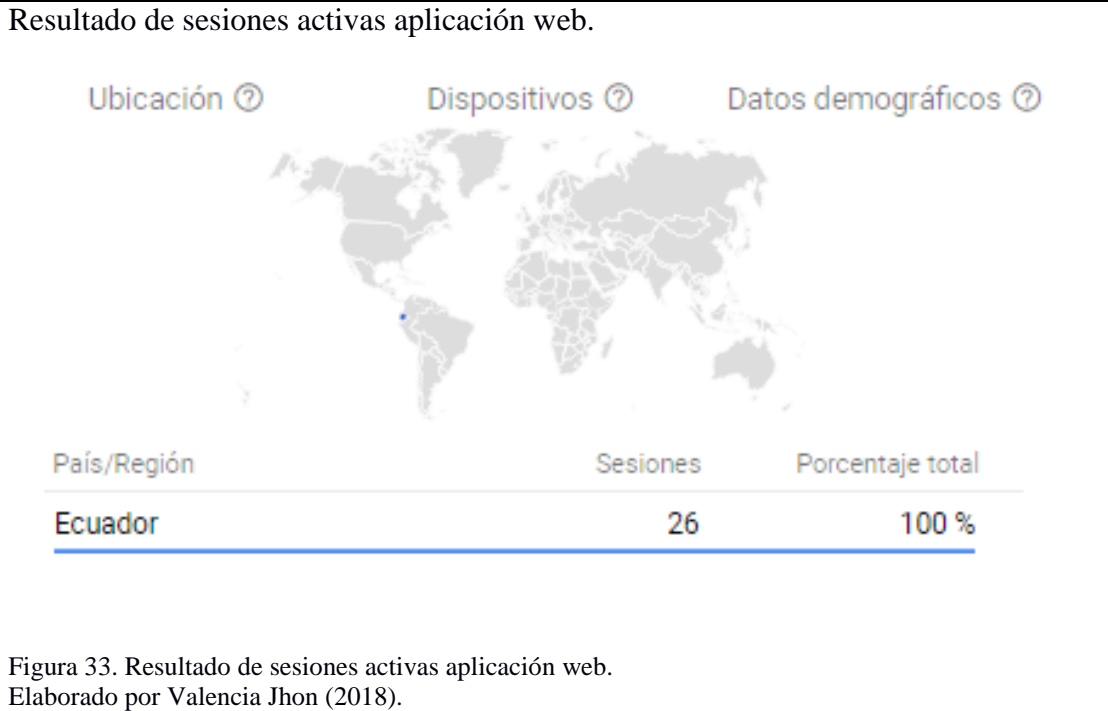 Resultado de sesiones activas aplicación web.
Ubicación Dispositivos Datos demográficos
País/Región Sesiones Porcentaje total
Ecuador 26 100 %
Figura 33. Resultado de sesiones activas aplicación web.
Elaborado por Valencia Jhon (2018).